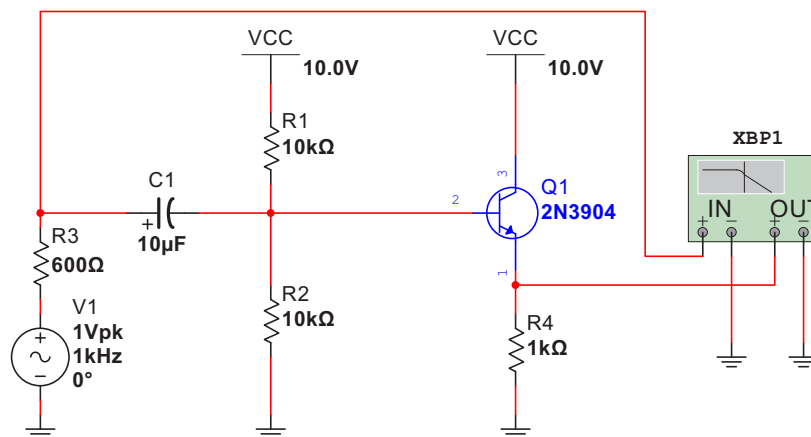 VCC
10.0V
VCC
10.0V
R1
10kΩ
XBP1
C1
+
10µF
3
2
Q1
2N3904
IN
OUT
+
−
+
−
R3
600Ω
1
R2
10kΩ
R4
1kΩ
V1
1Vpk
1kHz
0°
+
−